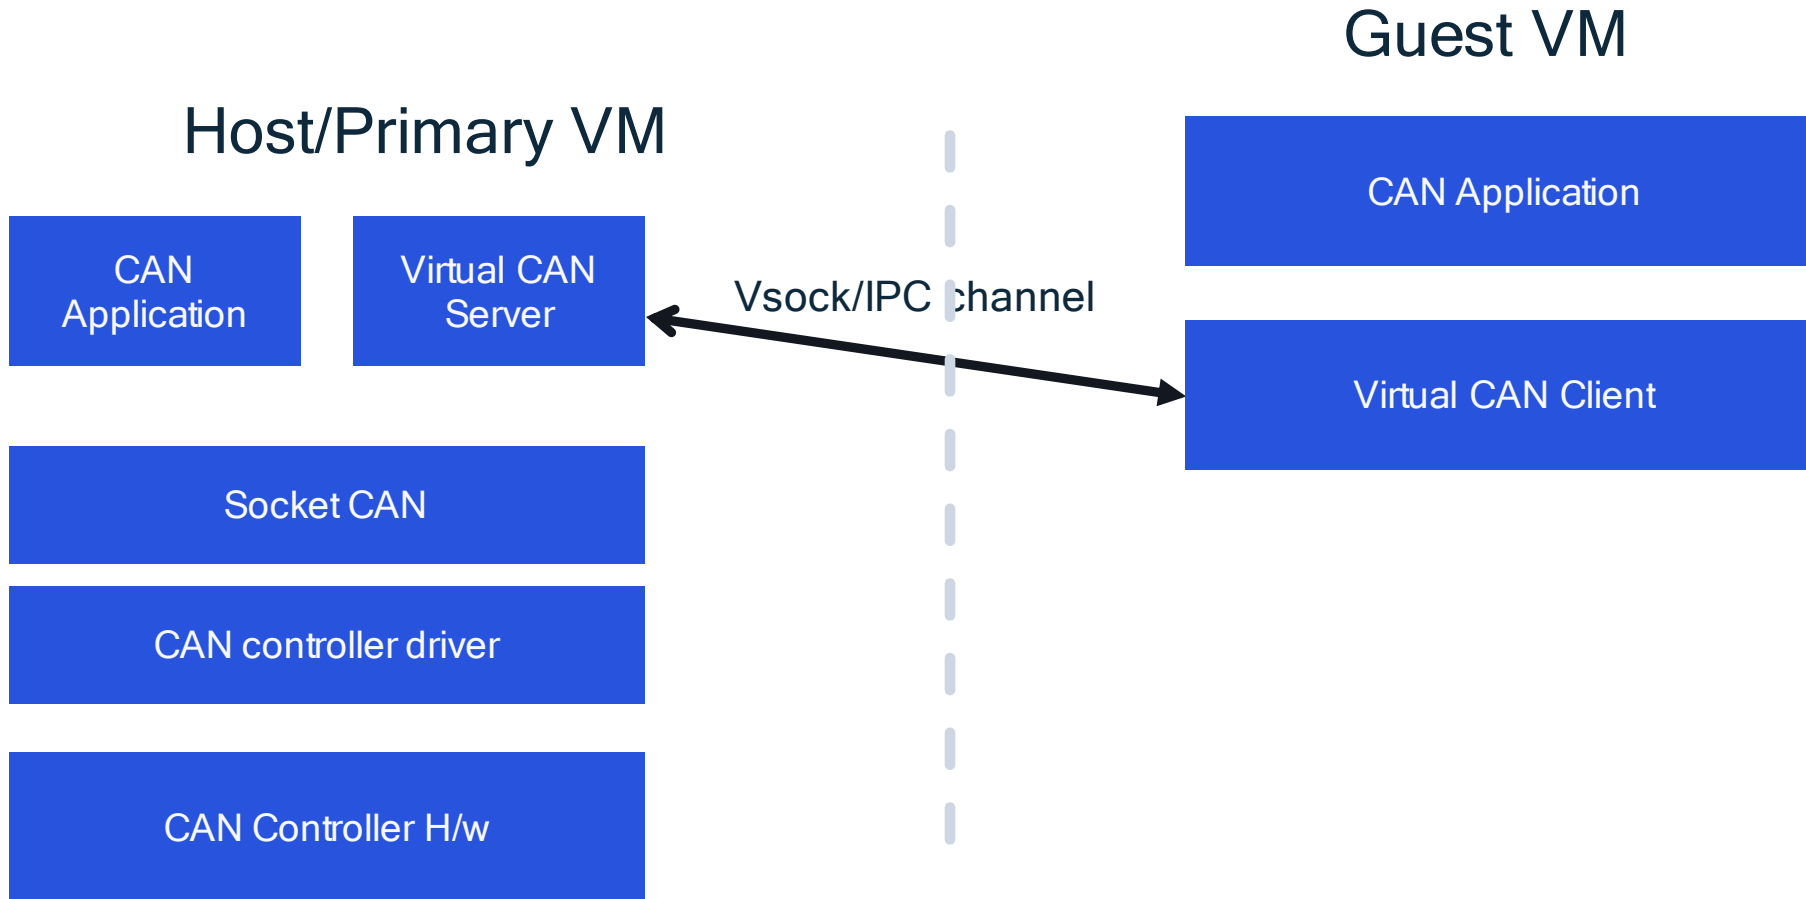 Guest VM
Host/Primary VM
CAN Application
CAN
Application
Virtual CAN
Server
Vsock/IPC channel
Virtual CAN Client
Socket CAN
CAN controller driver
CAN Controller H/w